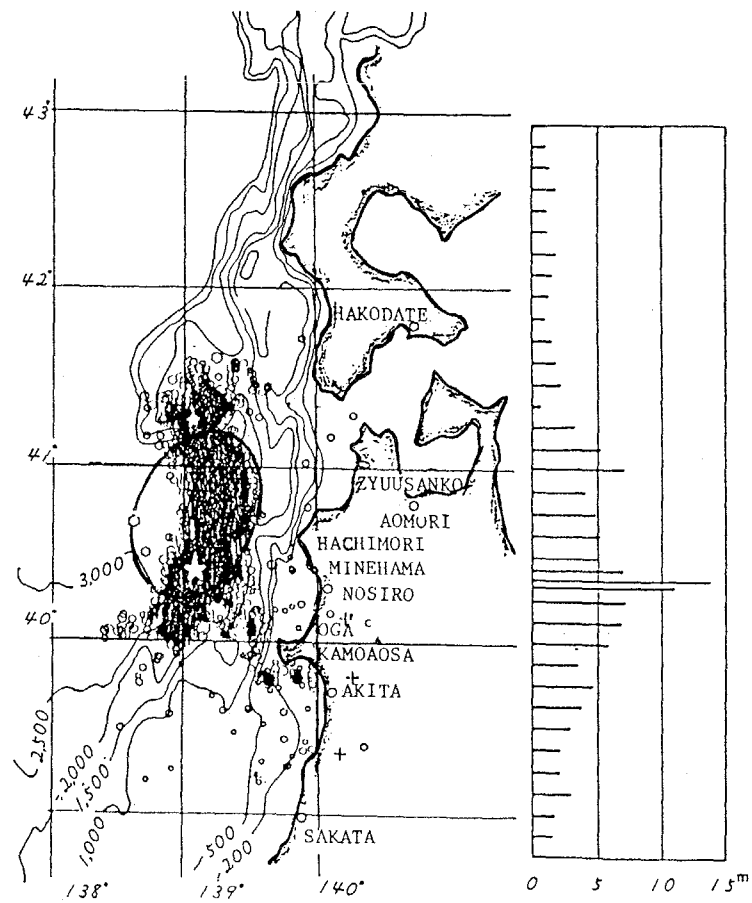 43°
42°
HAKODATE
41°
ZYUUSANKO
AOMORI
HACHIMORI
MINEHAMA
3,000
NOSIRO
40°
OGA
KAMOAOSA
AKITA
2,500
2,000
1,500
1,000
500
200
SAKATA
138° 139° 140°
0 5 10 15m